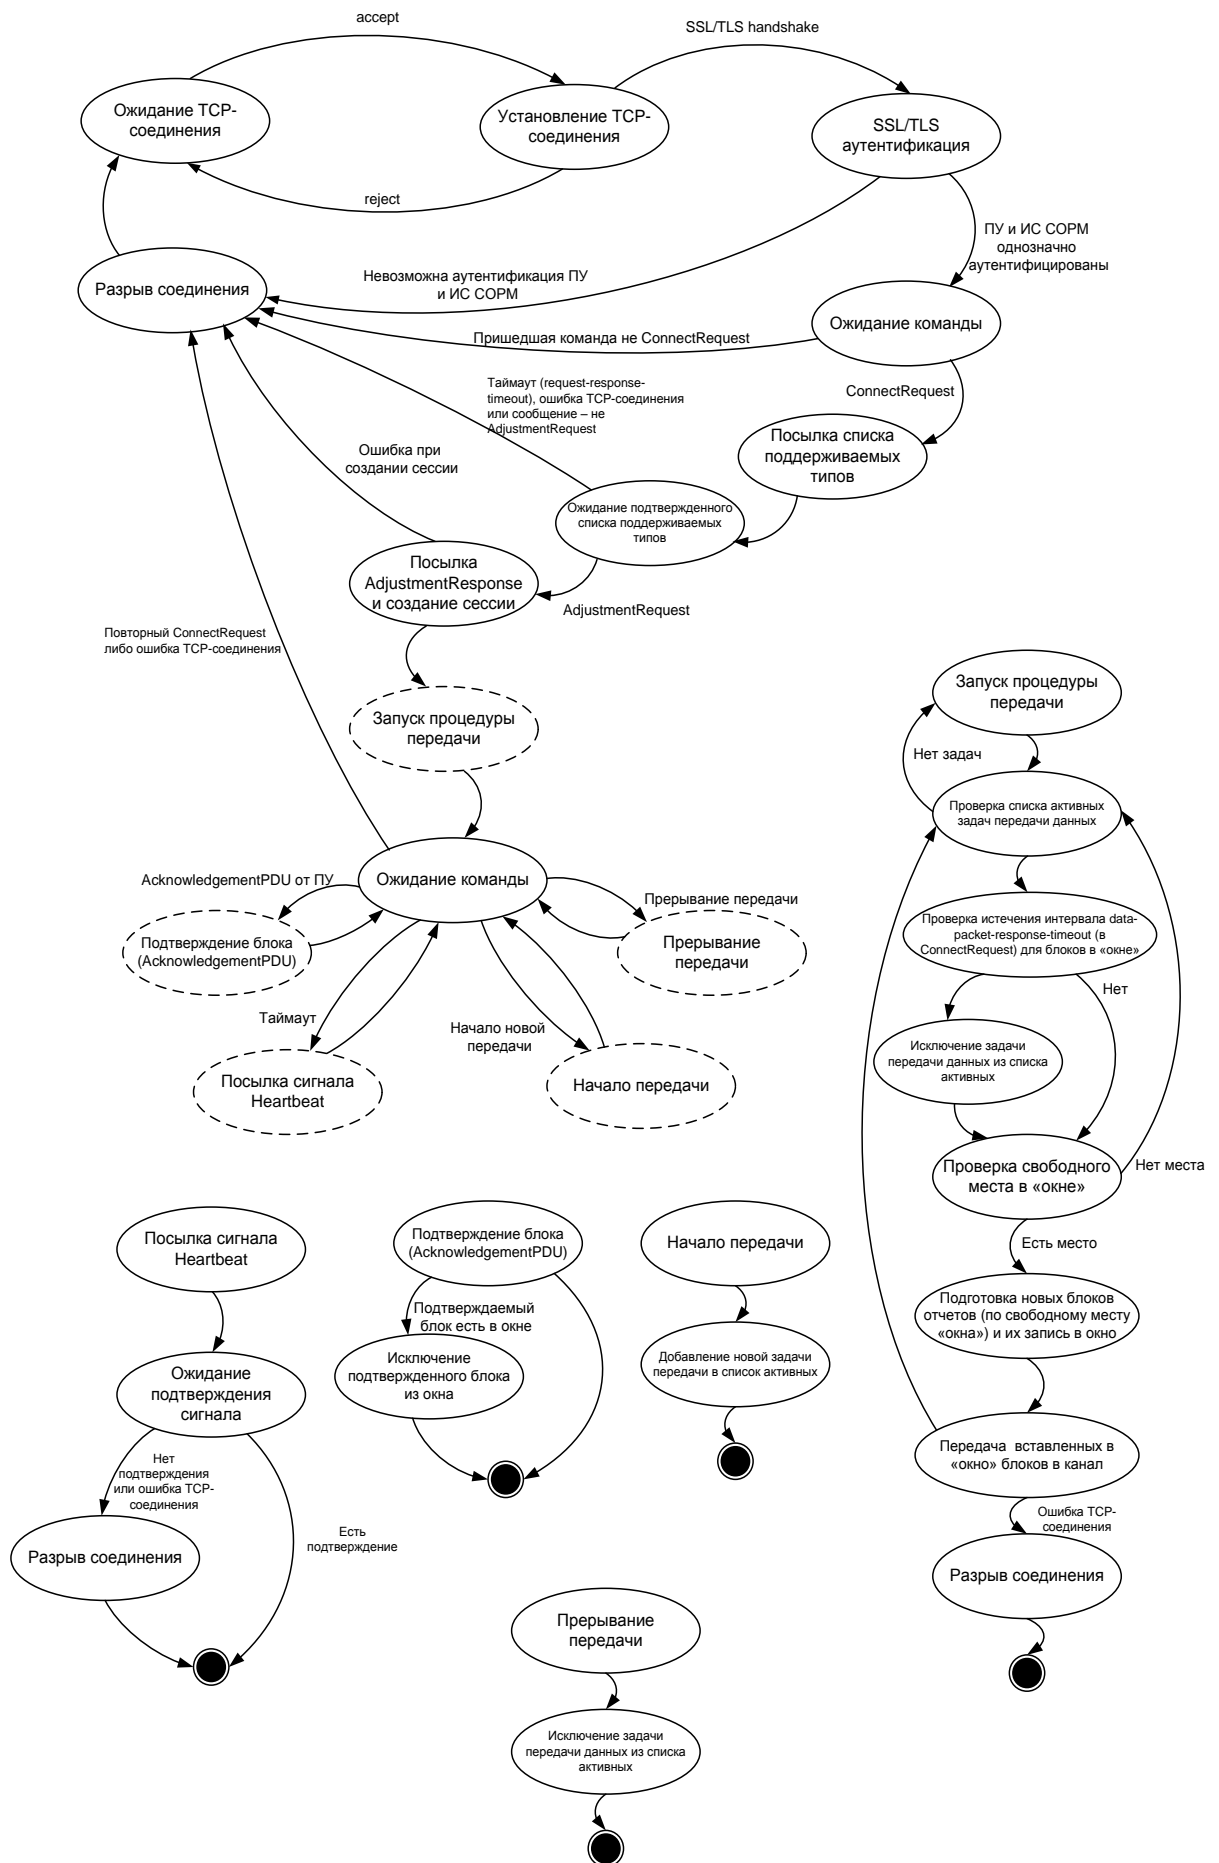 accept
SSL/TLS handshake
Ожидание TCP-
соединения
Установление TCP-
соединения
SSL/TLS
аутентификация
reject
ПУ и ИС СОРМ
однозначно
аутентифицированы
Невозможна аутентификация ПУ
и ИС СОРМ
Разрыв соединения
Ожидание команды
Пришедшая команда не ConnectRequest
Таймаут (request-response-
timeout), ошибка TCP-соединения
или сообщение – не
AdjustmentRequest
ConnectRequest
Посылка списка
поддерживаемых
типов
Ошибка при
создании сессии
Ожидание подтвержденного
списка поддерживаемых
типов
Посылка
AdjustmentResponse
и создание сессии
AdjustmentRequest
Повторный ConnectRequest
либо ошибка TCP-соединения
Запуск процедуры
передачи
Запуск процедуры
передачи
Нет задач
Проверка списка активных
задач передачи данных
AcknowledgementPDU от ПУ
Ожидание команды
Прерывание передачи
Подтверждение блока
(AcknowledgementPDU)
Прерывание
передачи
Проверка истечения интервала data-
packet-response-timeout (в
ConnectRequest) для блоков в «окне»
Нет
Таймаут
Начало новой
передачи
Исключение задачи
передачи данных из списка
активных
Посылка сигнала
Heartbeat
Начало передачи
Проверка свободного
места в «окне»
Нет места
Посылка сигнала
Heartbeat
Подтверждение блока
(AcknowledgementPDU)
Начало передачи
Есть место
Подтверждаемый
блок есть в окне
Подготовка новых блоков
отчетов (по свободному месту
«окна») и их запись в окно
Ожидание
подтверждения
сигнала
Исключение
подтвержденного блока
из окна
Добавление новой задачи
передачи в список активных
Передача вставленных в
«окно» блоков в канал
Нет
подтверждения
или ошибка TCP-
соединения
Ошибка TCP-
соединения
Есть
подтверждение
Разрыв соединения
Разрыв соединения
Прерывание
передачи
Исключение задачи
передачи данных из списка
активных